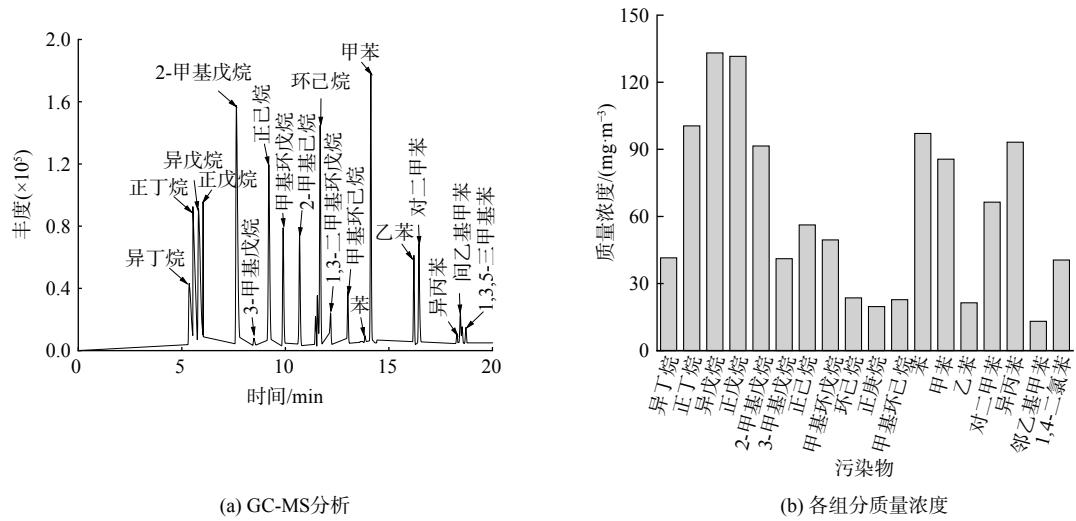 2.0
1.6
1.2
0.8
0.4
0.0
丰度(×10⁵)
0
5
10
15
20
时间/min
异丁烷
正丁烷
异戊烷
正戊烷
2-甲基戊烷
3-甲基戊烷
正己烷
甲基环戊烷
2-甲基己烷
环己烷
1,3-二甲基环戊烷
甲基环己烷
苯
甲苯
乙苯
对二甲苯
异丙苯
间乙基甲苯
1,3,5-三甲基苯
(a) GC-MS分析
150
120
90
60
30
0
质量浓度/(mg·m⁻³)
异丁烷
正丁烷
异戊烷
正戊烷
2-甲基戊烷
3-甲基戊烷
正己烷
甲基环戊烷
环己烷
正庚烷
甲基环己烷
苯
甲苯
乙苯
对二甲苯
异丙苯
邻乙基甲苯
1,4-二氯苯
污染物
(b) 各组分质量浓度